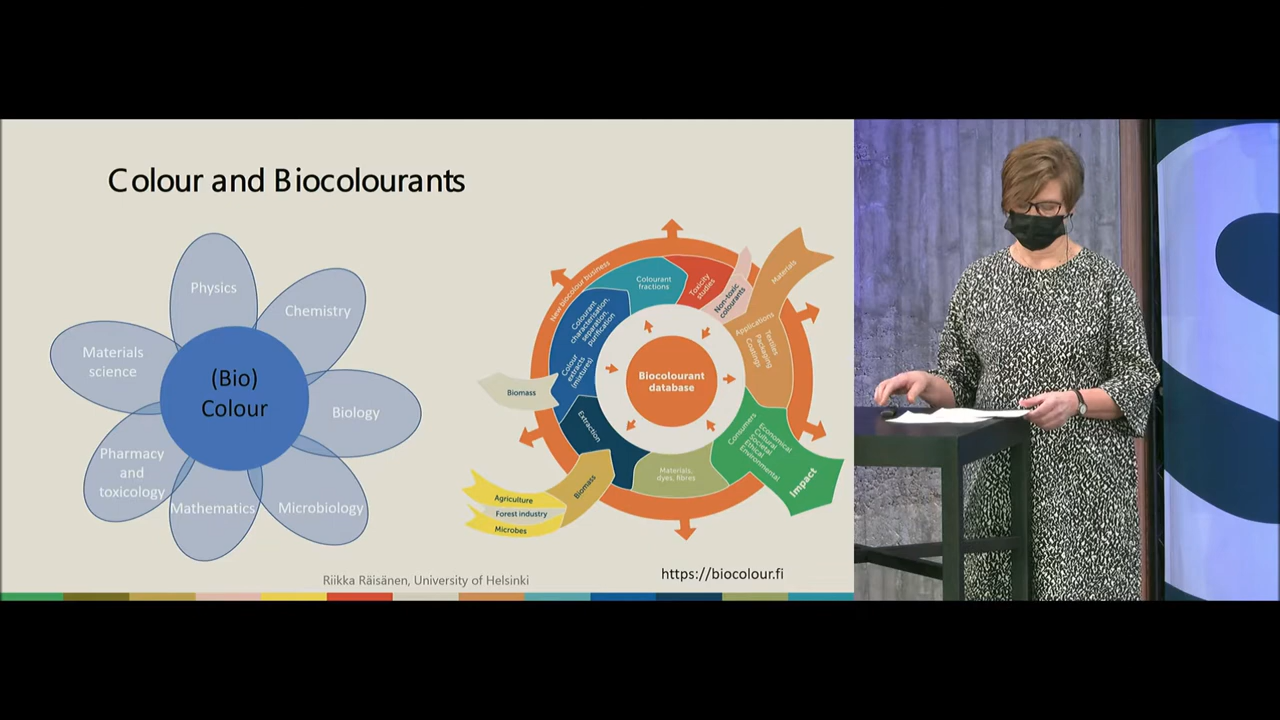 Colour and Biocolourants
Physics
Chemistry
Materials
science
(Bio)
Colour
Biology
Pharmacy
and
toxicology
Mathematics
Microbiology
New biocolour business
Colourant
fractions
Toxicity
studies
Non-toxic
colourants
Materials
Colourant
characterisation,
separation,
purification
Applications
Textiles
Packaging
Coatings
Colour
extracts
(mixtures)
Biocolourant
database
Biomass
Extraction
Consumers
Economical
Cultural
Societal
Ethical
Environmental
Impact
Materials,
dyes, fibres
Biomass
Agriculture
Forest industry
Microbes
Riikka Räisänen, University of Helsinki
https://biocolour.fi